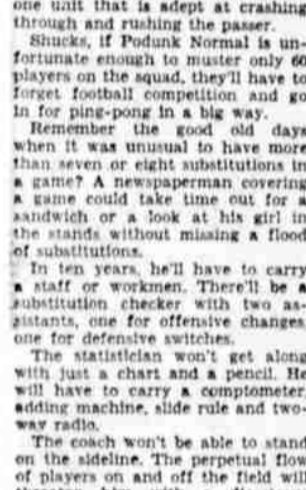 one unit that is adept at crashing
through and rushing the passer.
Shucks, if Podunk Normal is un-
fortunate enough to muster only 60
players on the squad, they'll have to
forget football competition and go
in for ping-pong in a big way.
Remember the good old days
when it was unusual to have more
than seven or eight substitutions in
a game? A newspaperman covering
a game could take time out for a
sandwich or a look at his girl in
the stands without missing a flood
of substitutions.
In ten years, he'll have to carry
a staff or workmen. There'll be a
substitution checker with two as-
sistants, one for offensive changes
one for defensive switches.
The statistician won't get along
with just a chart and a pencil. He
will have to carry a comptometer,
adding machine, slide rule and two-
way radio.
The coach won't be able to stand
on the sideline. The perpetual flow
of players on and off the field will